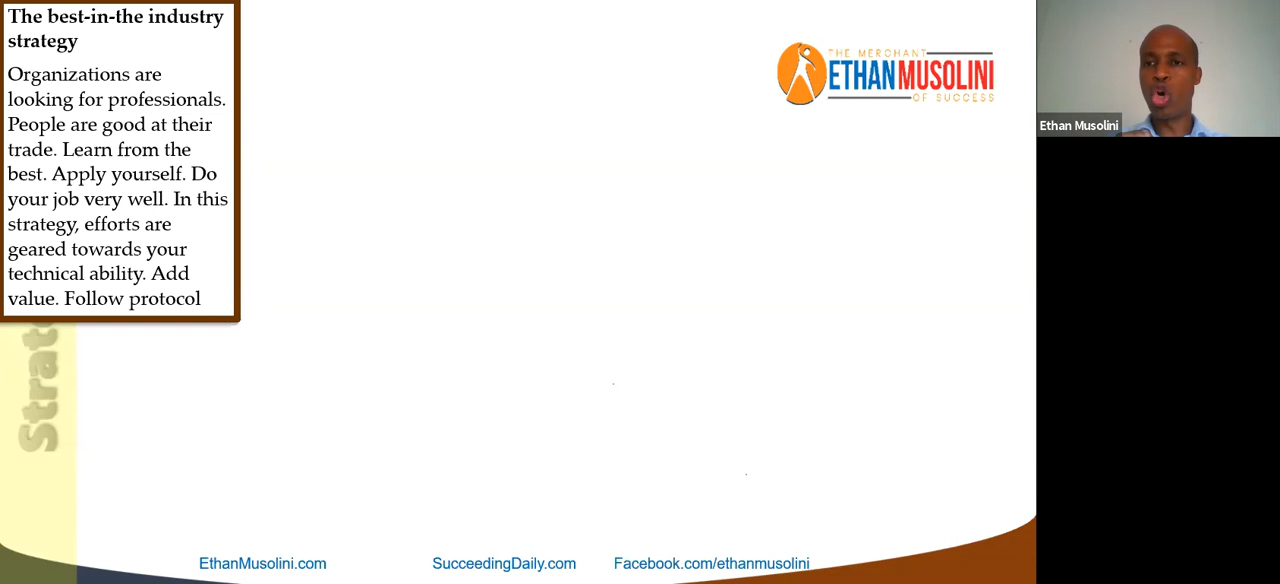 The best-in-the industry
strategy
Organizations are
looking for professionals.
People are good at their
trade. Learn from the
best. Apply yourself. Do
your job very well. In this
strategy, efforts are
geared towards your
technical ability. Add
value. Follow protocol
THE MERCHANT
ETHANMUSOLINI
OF SUCCESS
Ethan Musolini
EthanMusolini.com
SucceedingDaily.com
Facebook.com/ethanmusolini